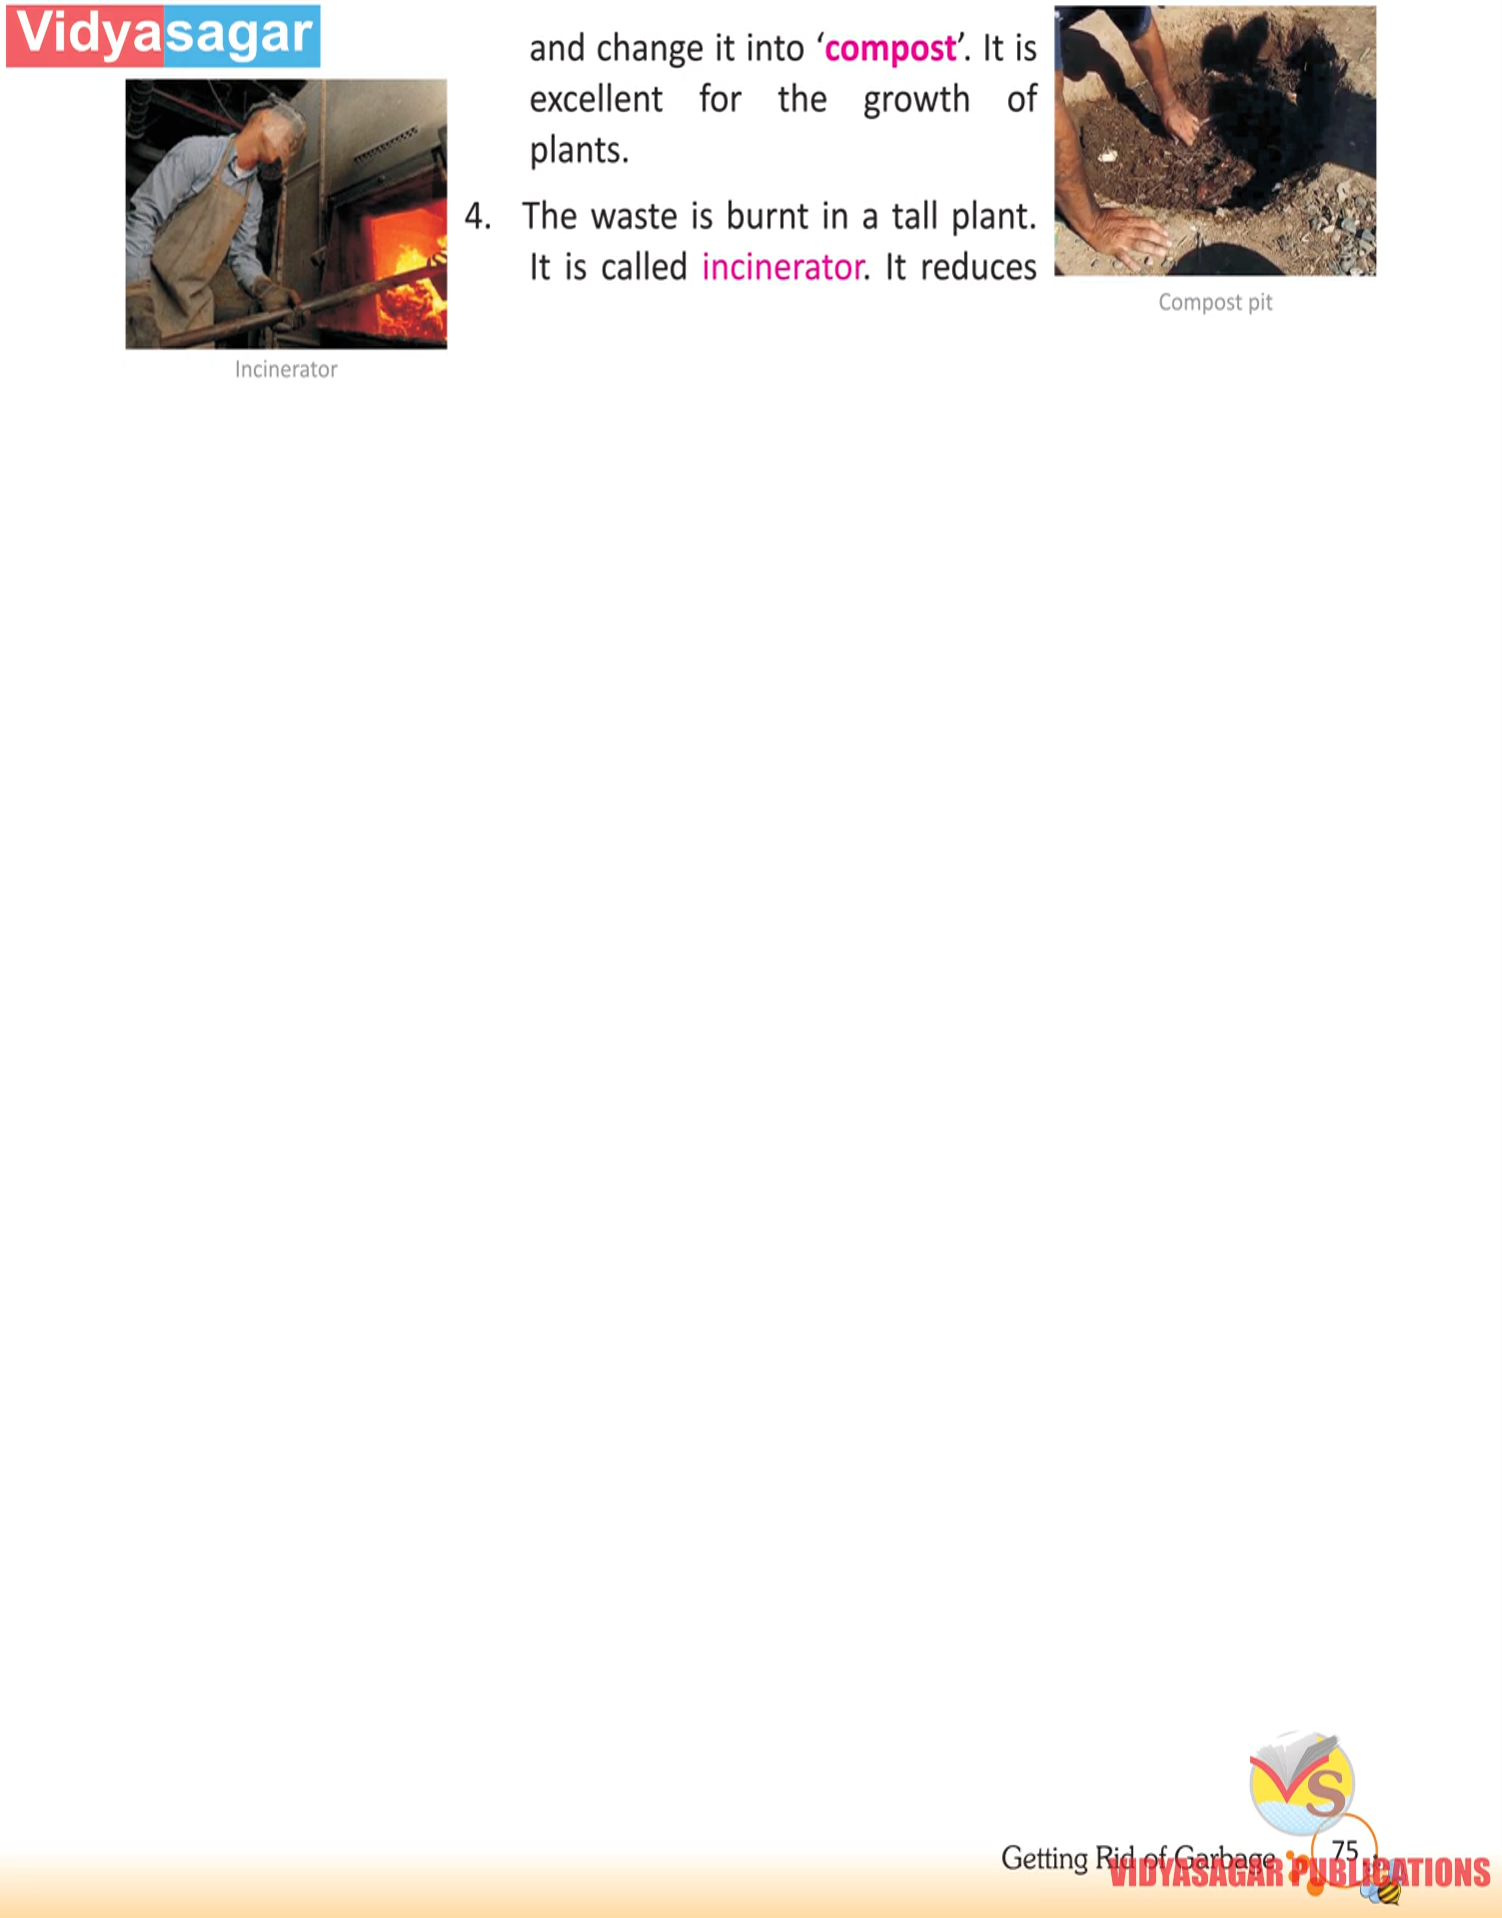 Vidyasagar
and change it into ‘compost’. It is
excellent for the growth of
plants.
4. The waste is burnt in a tall plant.
It is called incinerator. It reduces
Compost pit
Incinerator
VS
Getting Rid of Garbage
75
VIDYASAGAR PUBLICATIONS